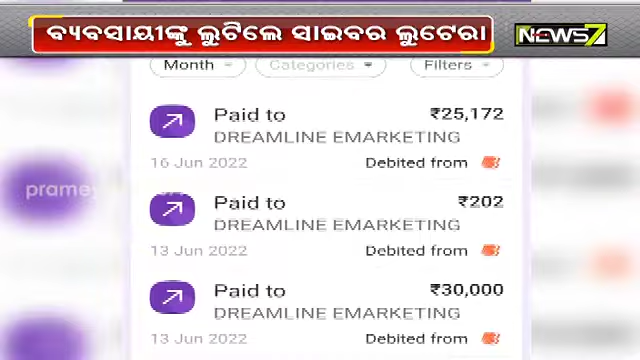 ବ୍ୟବସାୟୀଙ୍କୁ ଲୁଟିଲେ ସାଇବର ଲୁଟେରା
NEWS7
Month
Categories
Filters
Paid to
₹25,172
DREAMLINE EMARKETING
16 Jun 2022
Debited from
Paid to
₹202
DREAMLINE EMARKETING
13 Jun 2022
Debited from
Paid to
₹30,000
DREAMLINE EMARKETING
13 Jun 2022
Debited from